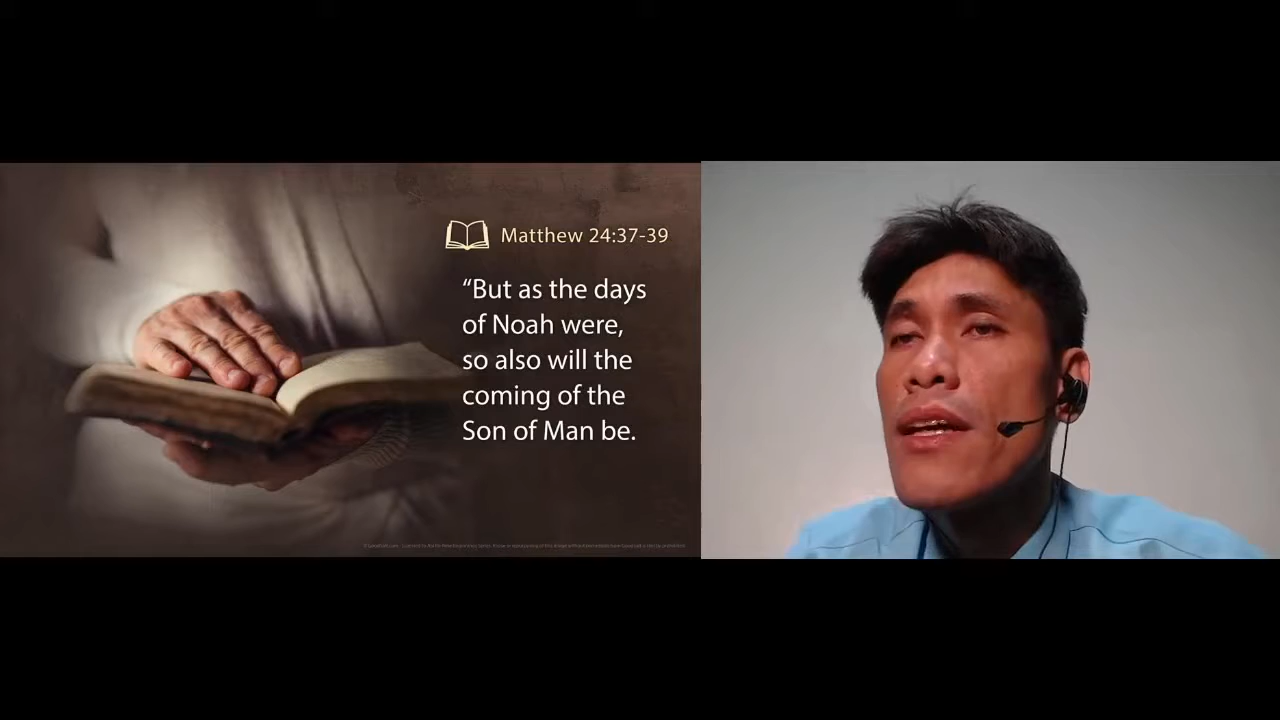 Matthew 24:37-39
“But as the days
of Noah were,
so also will the
coming of the
Son of Man be.